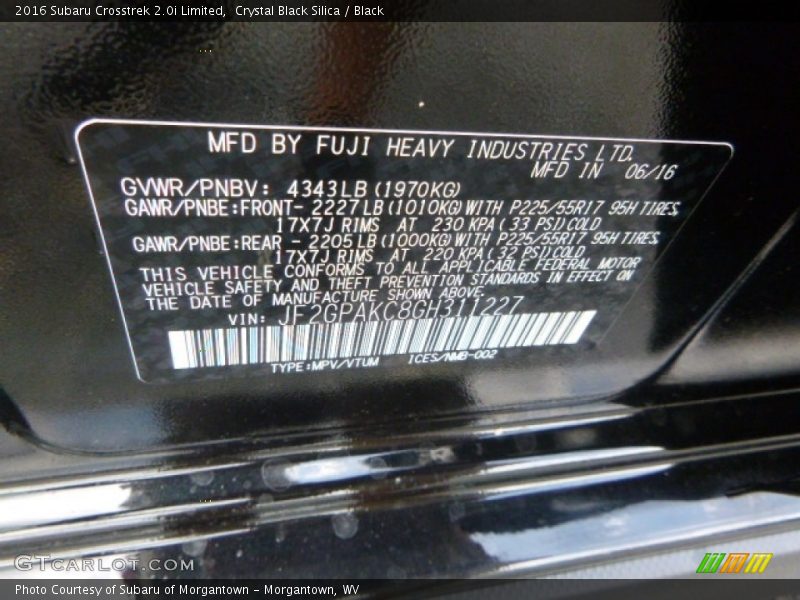 2016 Subaru Crosstrek 2.0i Limited,  Crystal Black Silica / Black
MFD BY FUJI HEAVY INDUSTRIES LTD.
MFD IN 06/16
GVWR/PNBV: 4343LB (1970KG)
GAWR/PNBE:FRONT- 2227LB (1010KG) WITH P225/55R17 95H TIRES,
17X7J RIMS AT 230 KPA ( 33 PSI) COLD
GAWR/PNBE:REAR - 2205LB (1000KG) WITH P225/55R17 95H TIRES,
17X7J RIMS AT 220 KPA ( 32 PSI) COLD
THIS VEHICLE CONFORMS TO ALL APPLICABLE FEDERAL MOTOR
VEHICLE SAFETY AND THEFT PREVENTION STANDARDS IN EFFECT ON
THE DATE OF MANUFACTURE SHOWN ABOVE.
VIN: JF2GPAKC8GH311227
TYPE:MPV/VTUM ICES/NMB-002
GTCARLOT.COM
Photo Courtesy of Subaru of Morgantown - Morgantown, WV